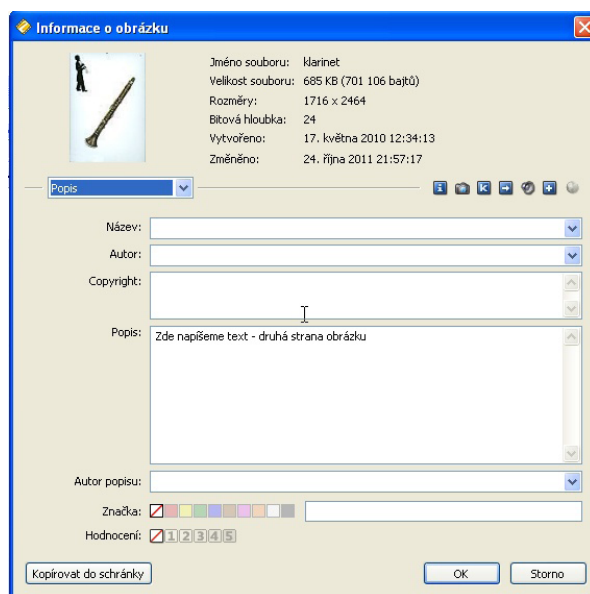 Informace o obrázku
Jméno souboru: klarinet
Velikost souboru: 685 KB (701 106 bajtů)
Rozměry: 1716 x 2464
Bitová hloubka: 24
Vytvořeno: 17. května 2010 12:34:13
Změněno: 24. října 2011 21:57:17
Popis
Název:
Autor:
Copyright:
Popis: Zde napíšeme text - druhá strana obrázku
Autor popisu:
Značka:
Hodnocení: 1 2 3 4 5
Kopírovat do schránky OK Storno